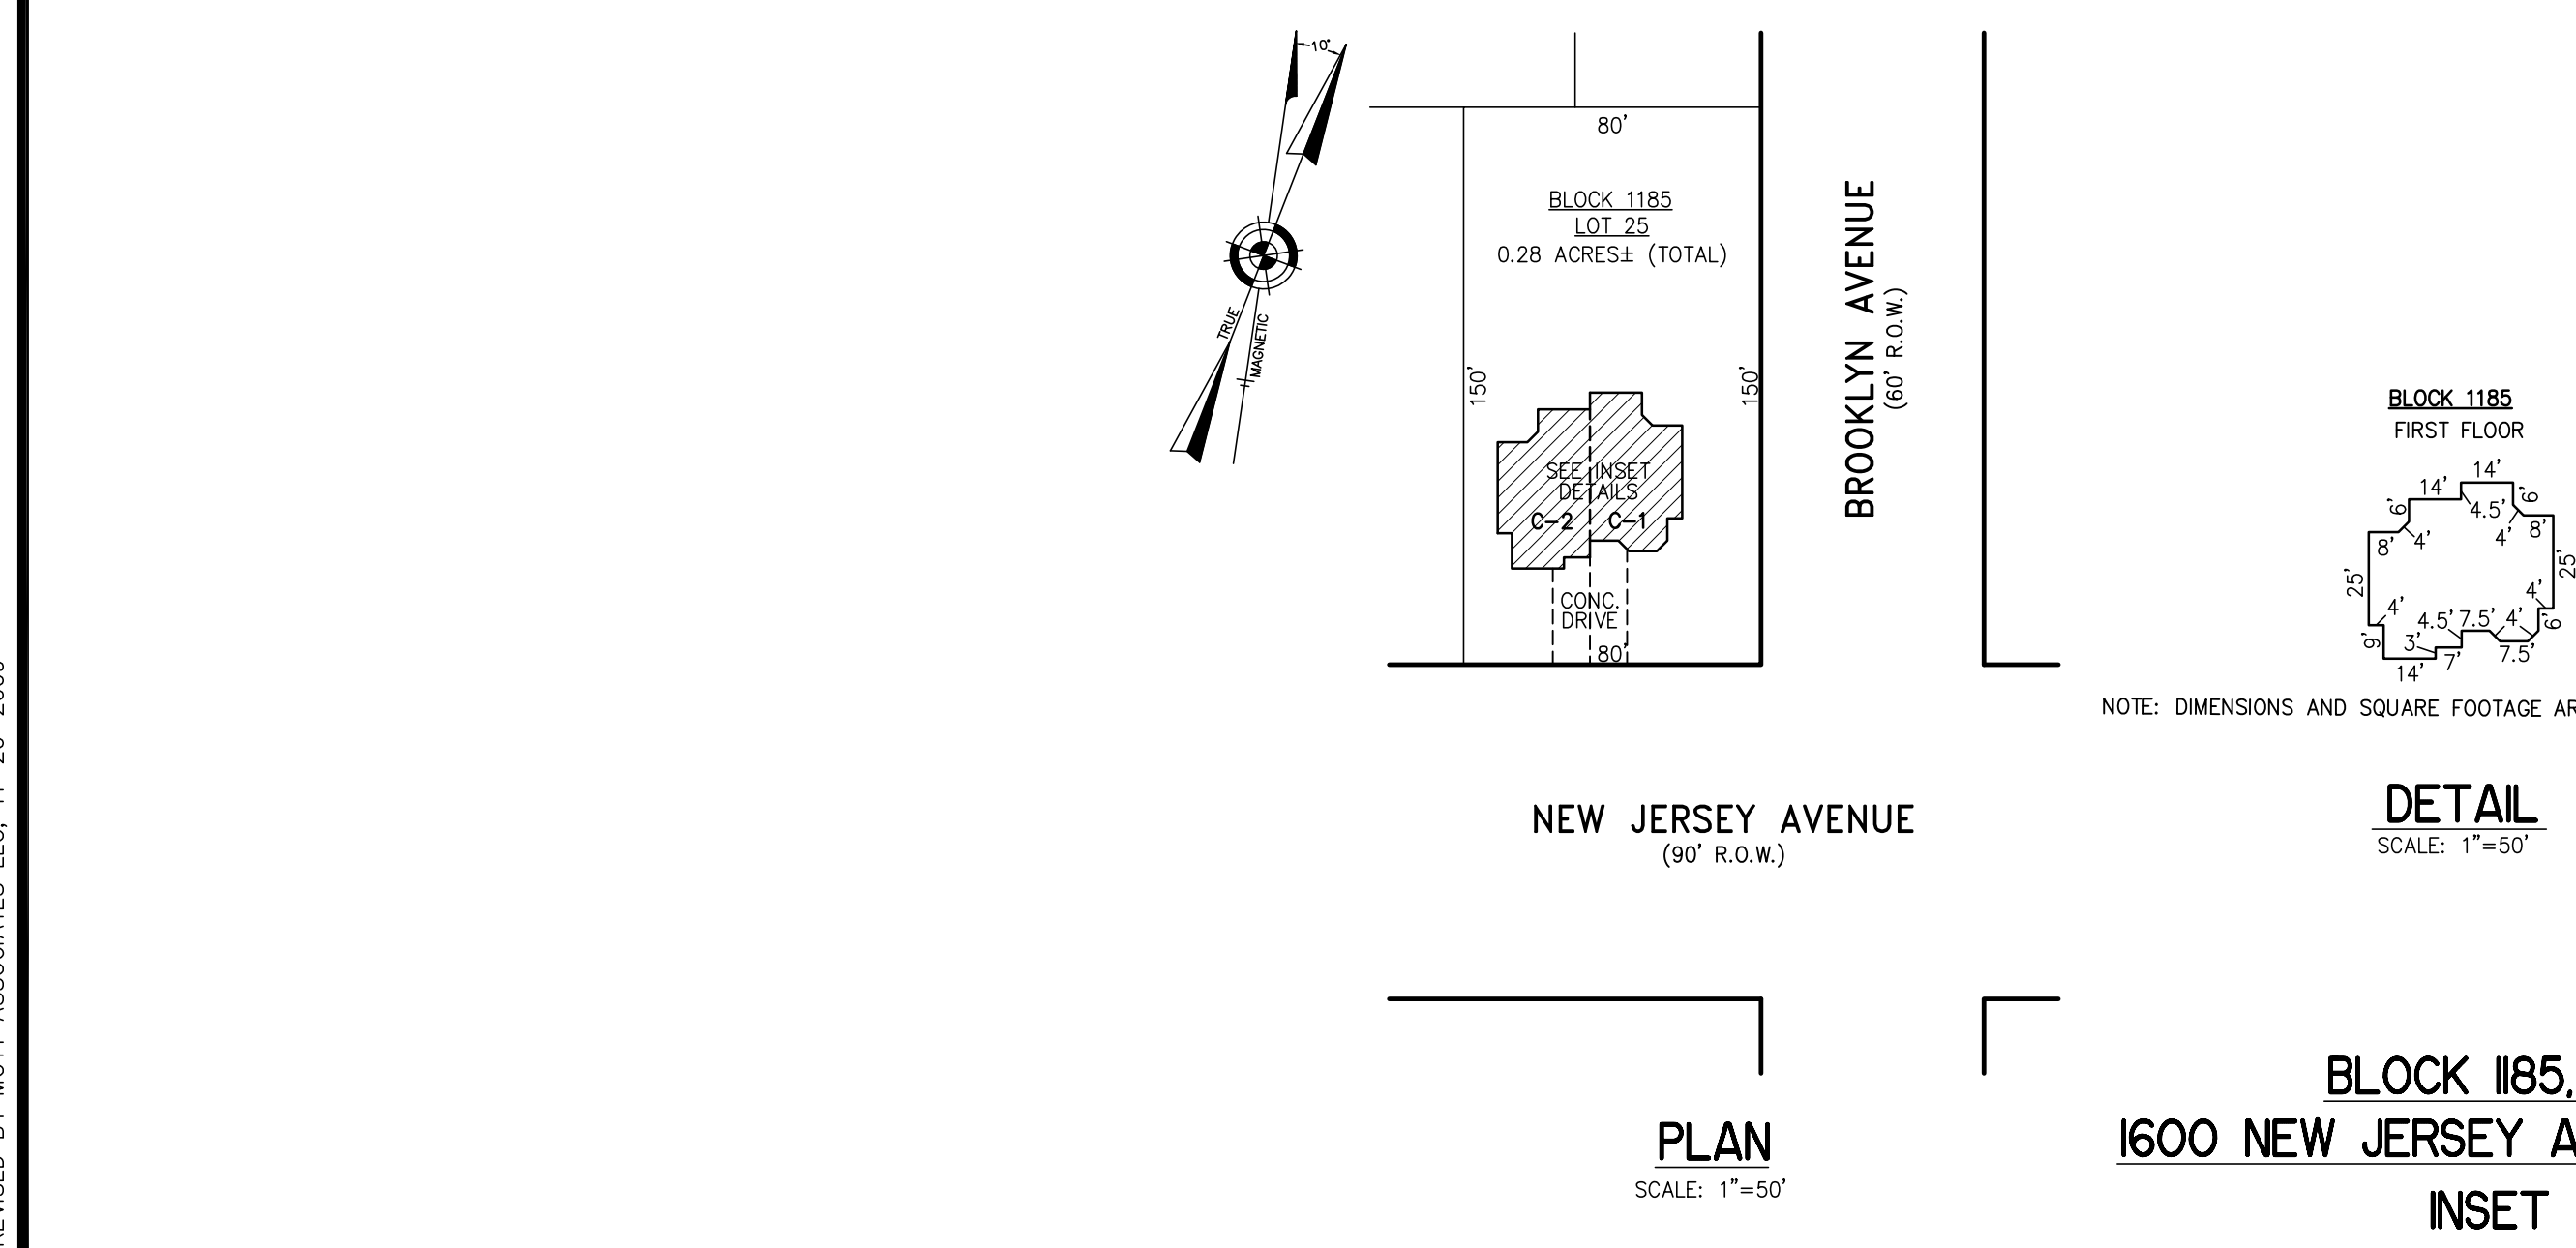 10°
TRUE
MAGNETIC
80'
BLOCK 1185
LOT 25
0.28 ACRES± (TOTAL)
150'
150'
SEE INSET
DETAILS
C-2
C-1
CONC.
DRIVE
80'
BROOKLYN AVENUE
(60' R.O.W.)
NEW JERSEY AVENUE
(90' R.O.W.)
PLAN
SCALE: 1"=50'
BLOCK 1185
FIRST FLOOR
14'
14'
6'
4.5'
6'
8'
4'
4'
8'
25'
25'
4'
4'
4.5'
7.5'
4'
6'
9'
3'
7'
7.5'
14'
NOTE: DIMENSIONS AND SQUARE FOOTAGE
DETAIL
SCALE: 1"=50'
BLOCK 1185,
1600 NEW JERSEY
INSET